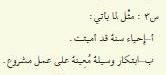 س٣ : مثّل لما يأتي :
أ-إحياء سنة قد أميتت .
ب-ابتكار وسيلة مُعِينة على عمل مشروع .